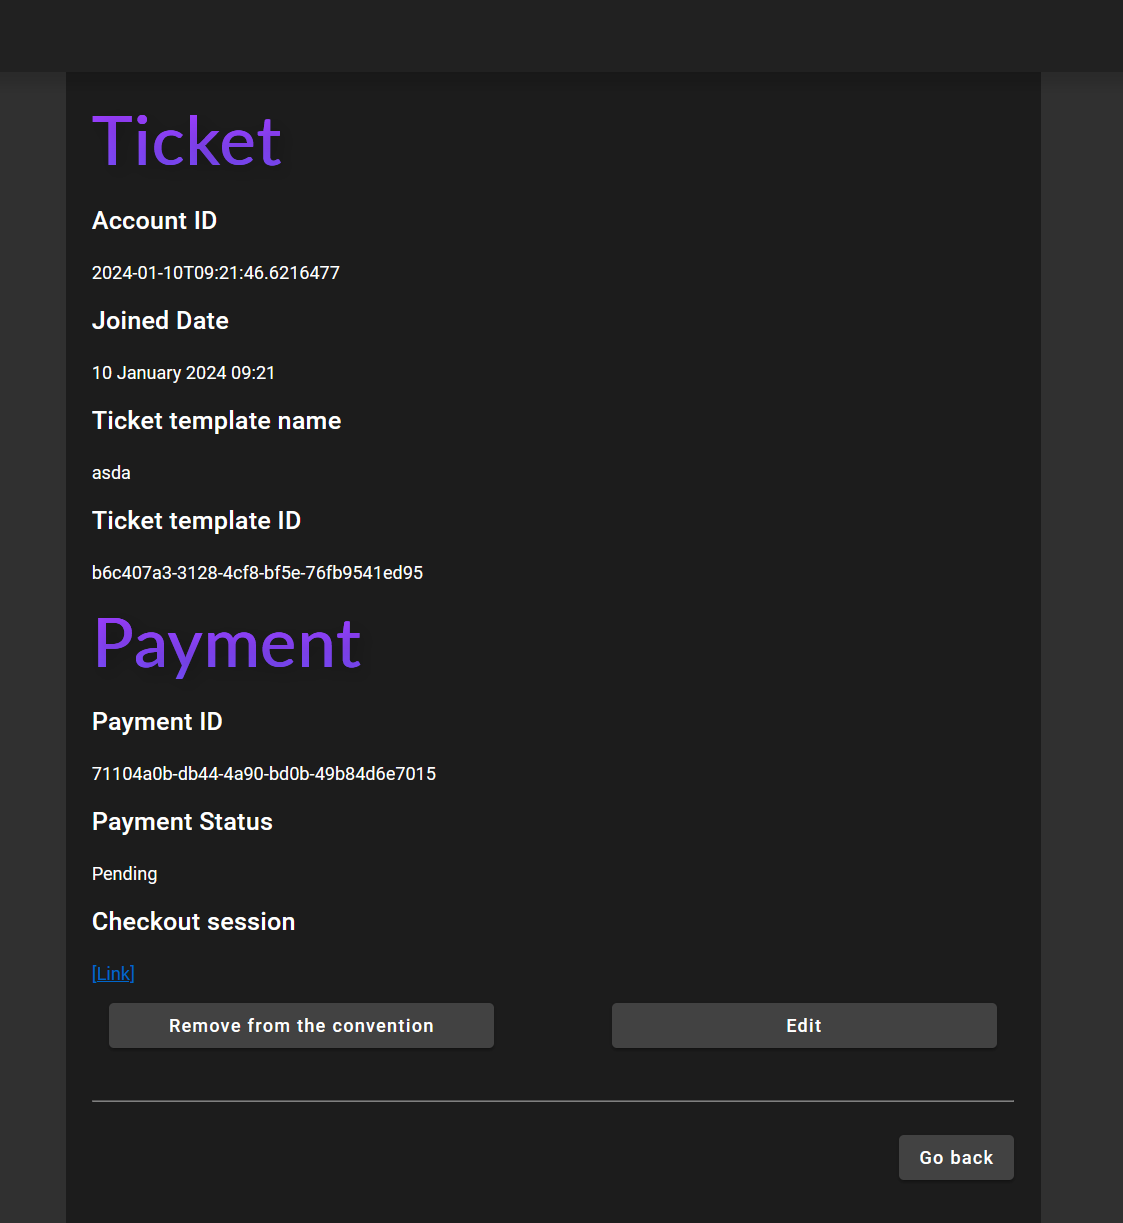 Ticket
Account ID
2024-01-10T09:21:46.6216477
Joined Date
10 January 2024 09:21
Ticket template name
asda
Ticket template ID
b6c407a3-3128-4cf8-bf5e-76fb9541ed95
Payment
Payment ID
71104a0b-db44-4a90-bd0b-49b84d6e7015
Payment Status
Pending
Checkout session
[Link]
Remove from the convention
Edit
Go back